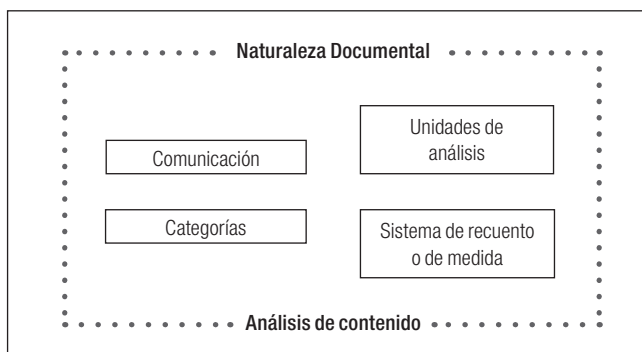 Naturaleza Documental
Comunicación
Unidades de
análisis
Categorías
Sistema de recuento
o de medida
Análisis de contenido